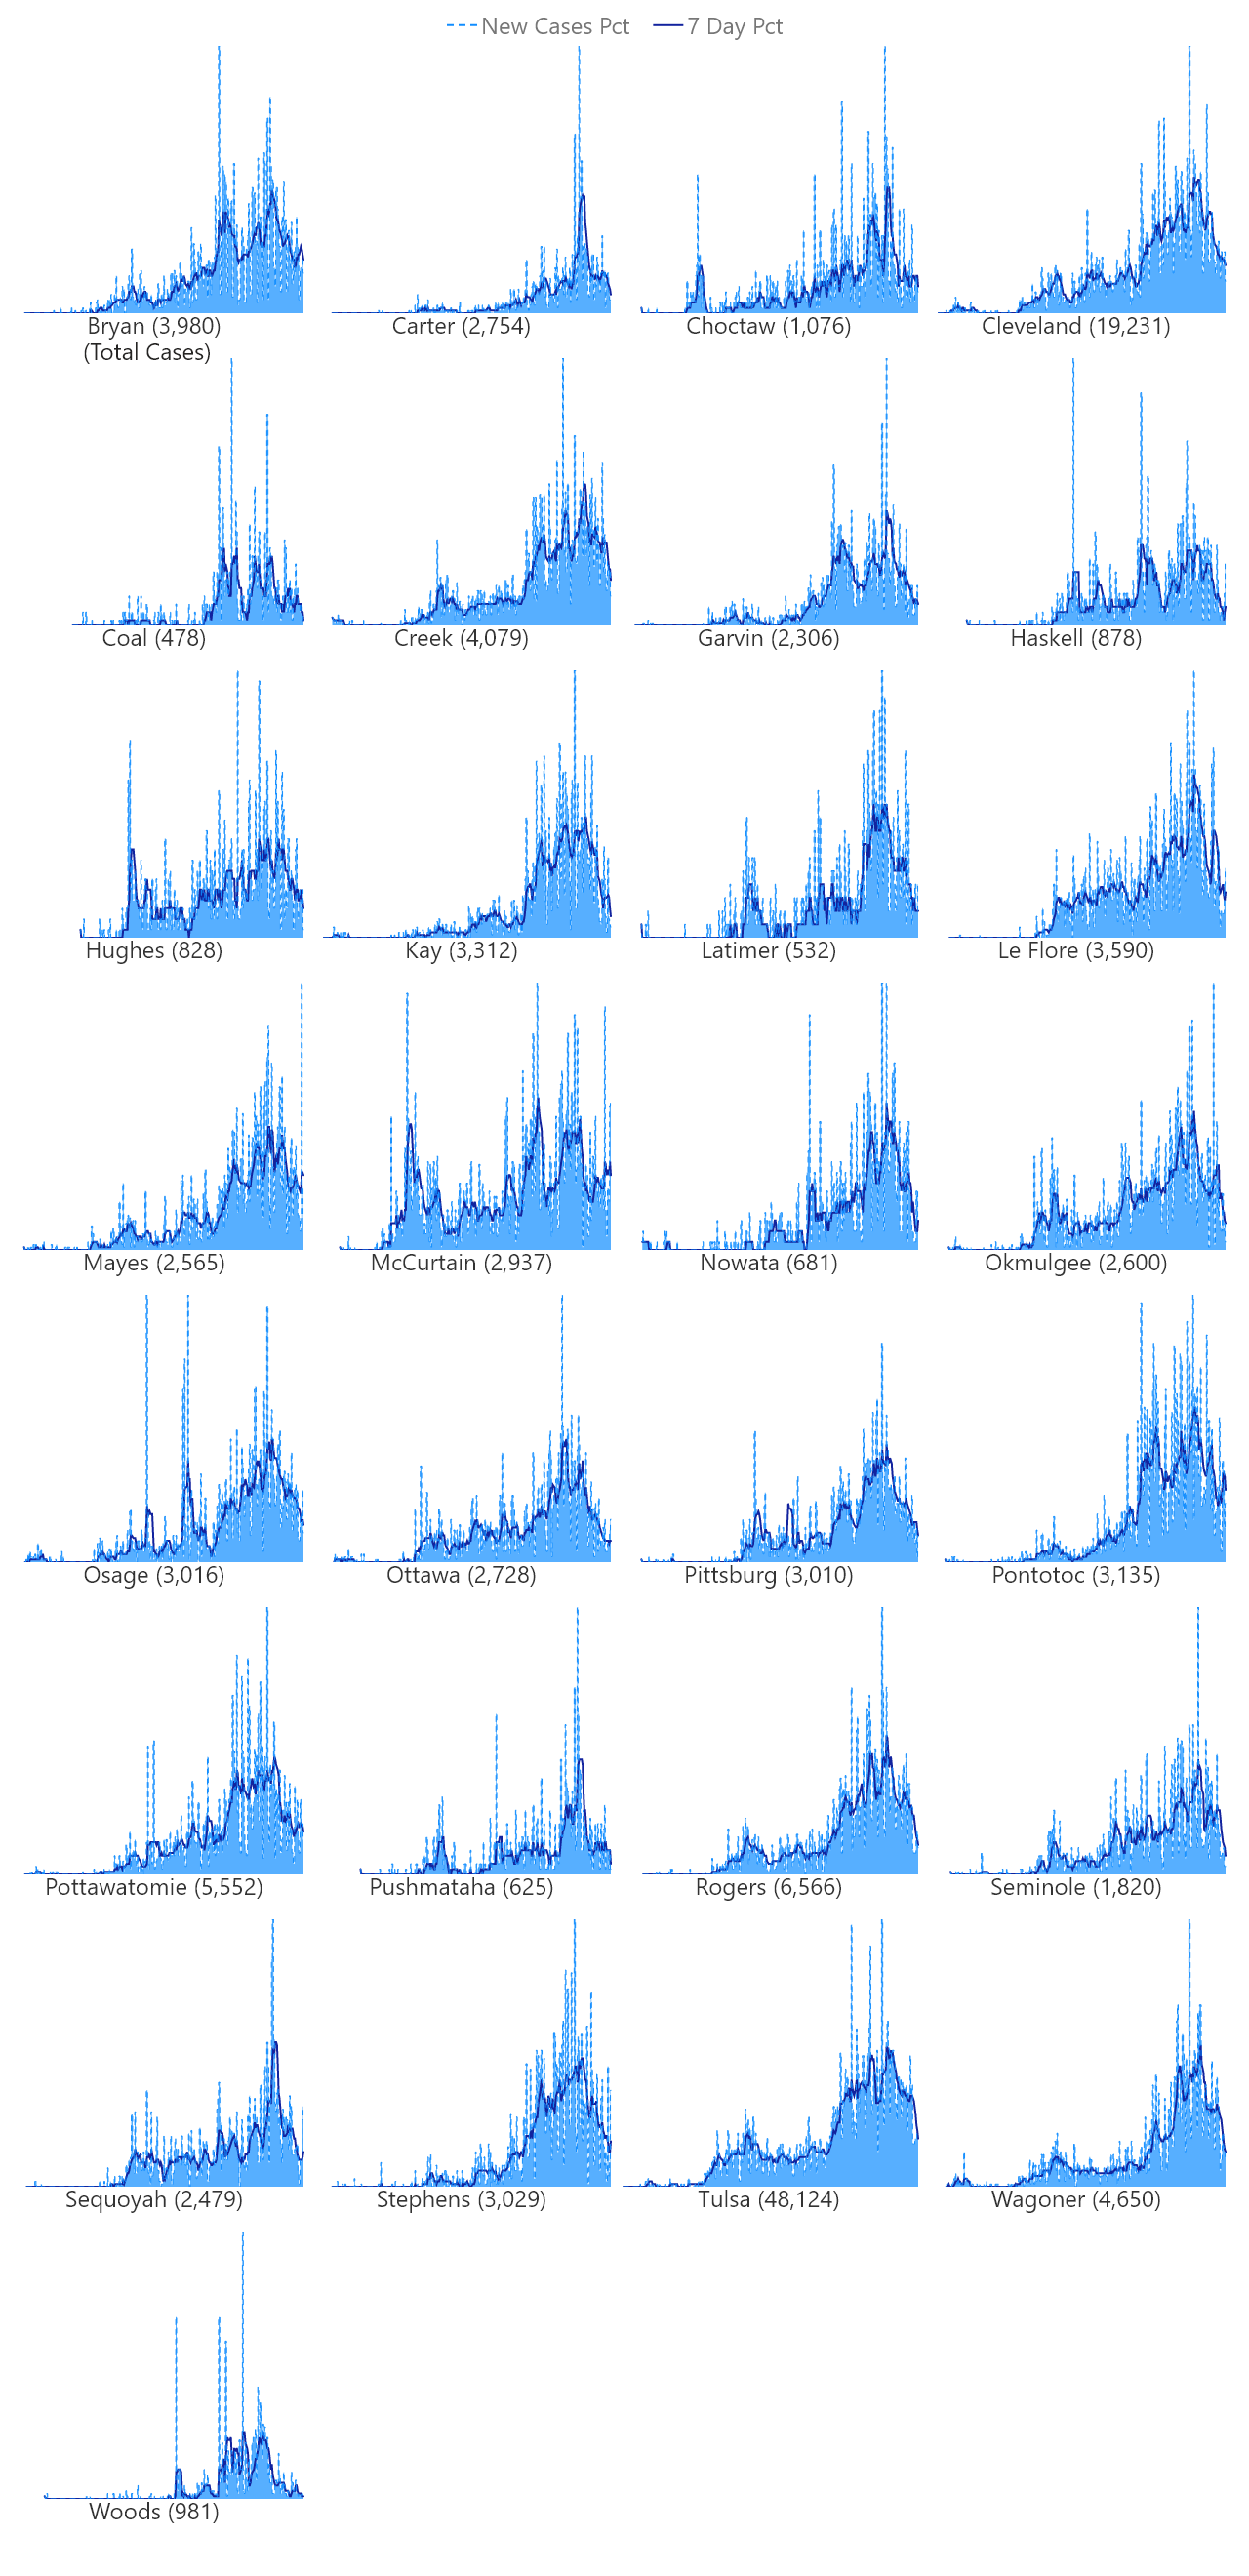 New Cases Pct 7 Day Pct
Bryan (3,980)
(Total Cases)
Carter (2,754)
Choctaw (1,076)
Cleveland (19,231)
Coal (478)
Creek (4,079)
Garvin (2,306)
Haskell (878)
Hughes (828)
Kay (3,312)
Latimer (532)
Le Flore (3,590)
Mayes (2,565)
McCurtain (2,937)
Nowata (681)
Okmulgee (2,600)
Osage (3,016)
Ottawa (2,728)
Pittsburg (3,010)
Pontotoc (3,135)
Pottawatomie (5,552)
Pushmataha (625)
Rogers (6,566)
Seminole (1,820)
Sequoyah (2,479)
Stephens (3,029)
Tulsa (48,124)
Wagoner (4,650)
Woods (981)